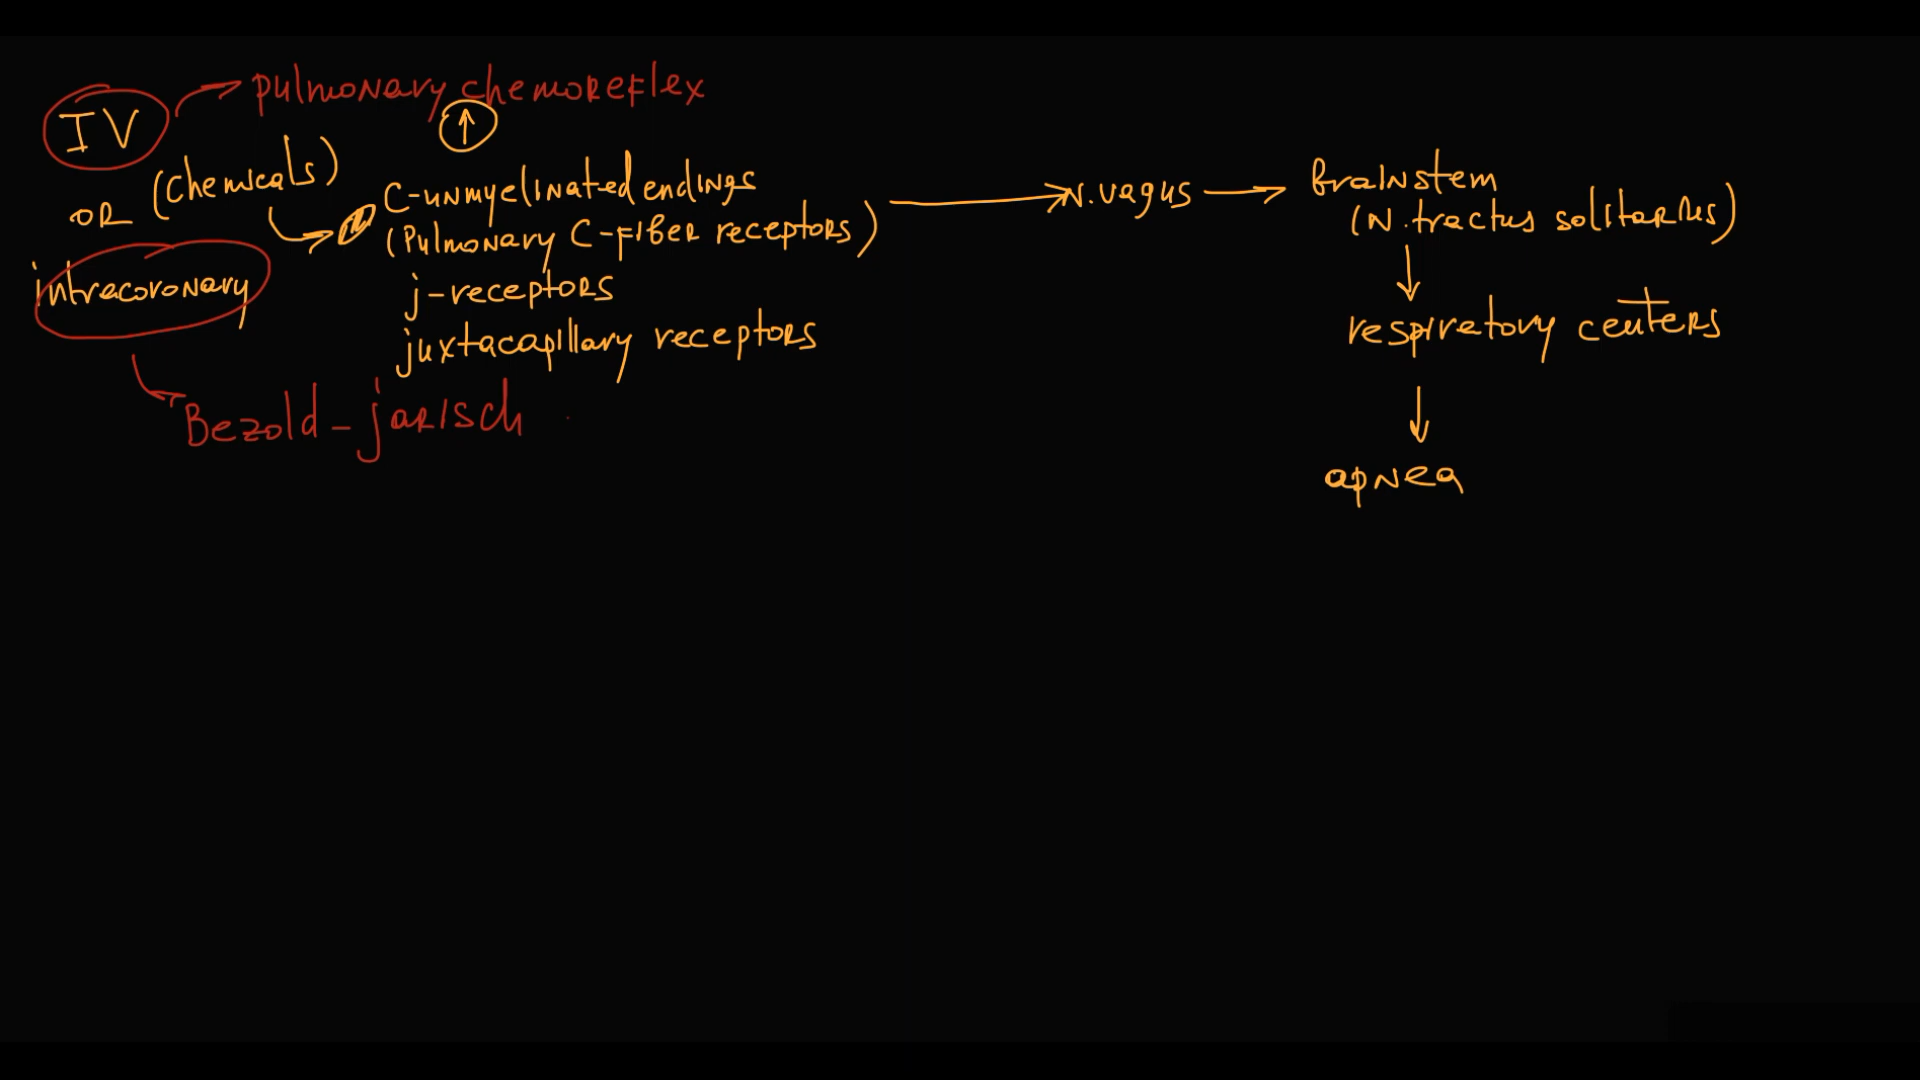 pulmonary chemoreflex
IV
↑
(chemicals)
OR
intracoronary
C-unmyelinated endings
(Pulmonary C-fiber receptors)
j-receptors
juxtacapillary receptors
Bezold-jarisch
N.vagus
Brainstem
(N.tractus solitarius)
respiratory centers
apnea